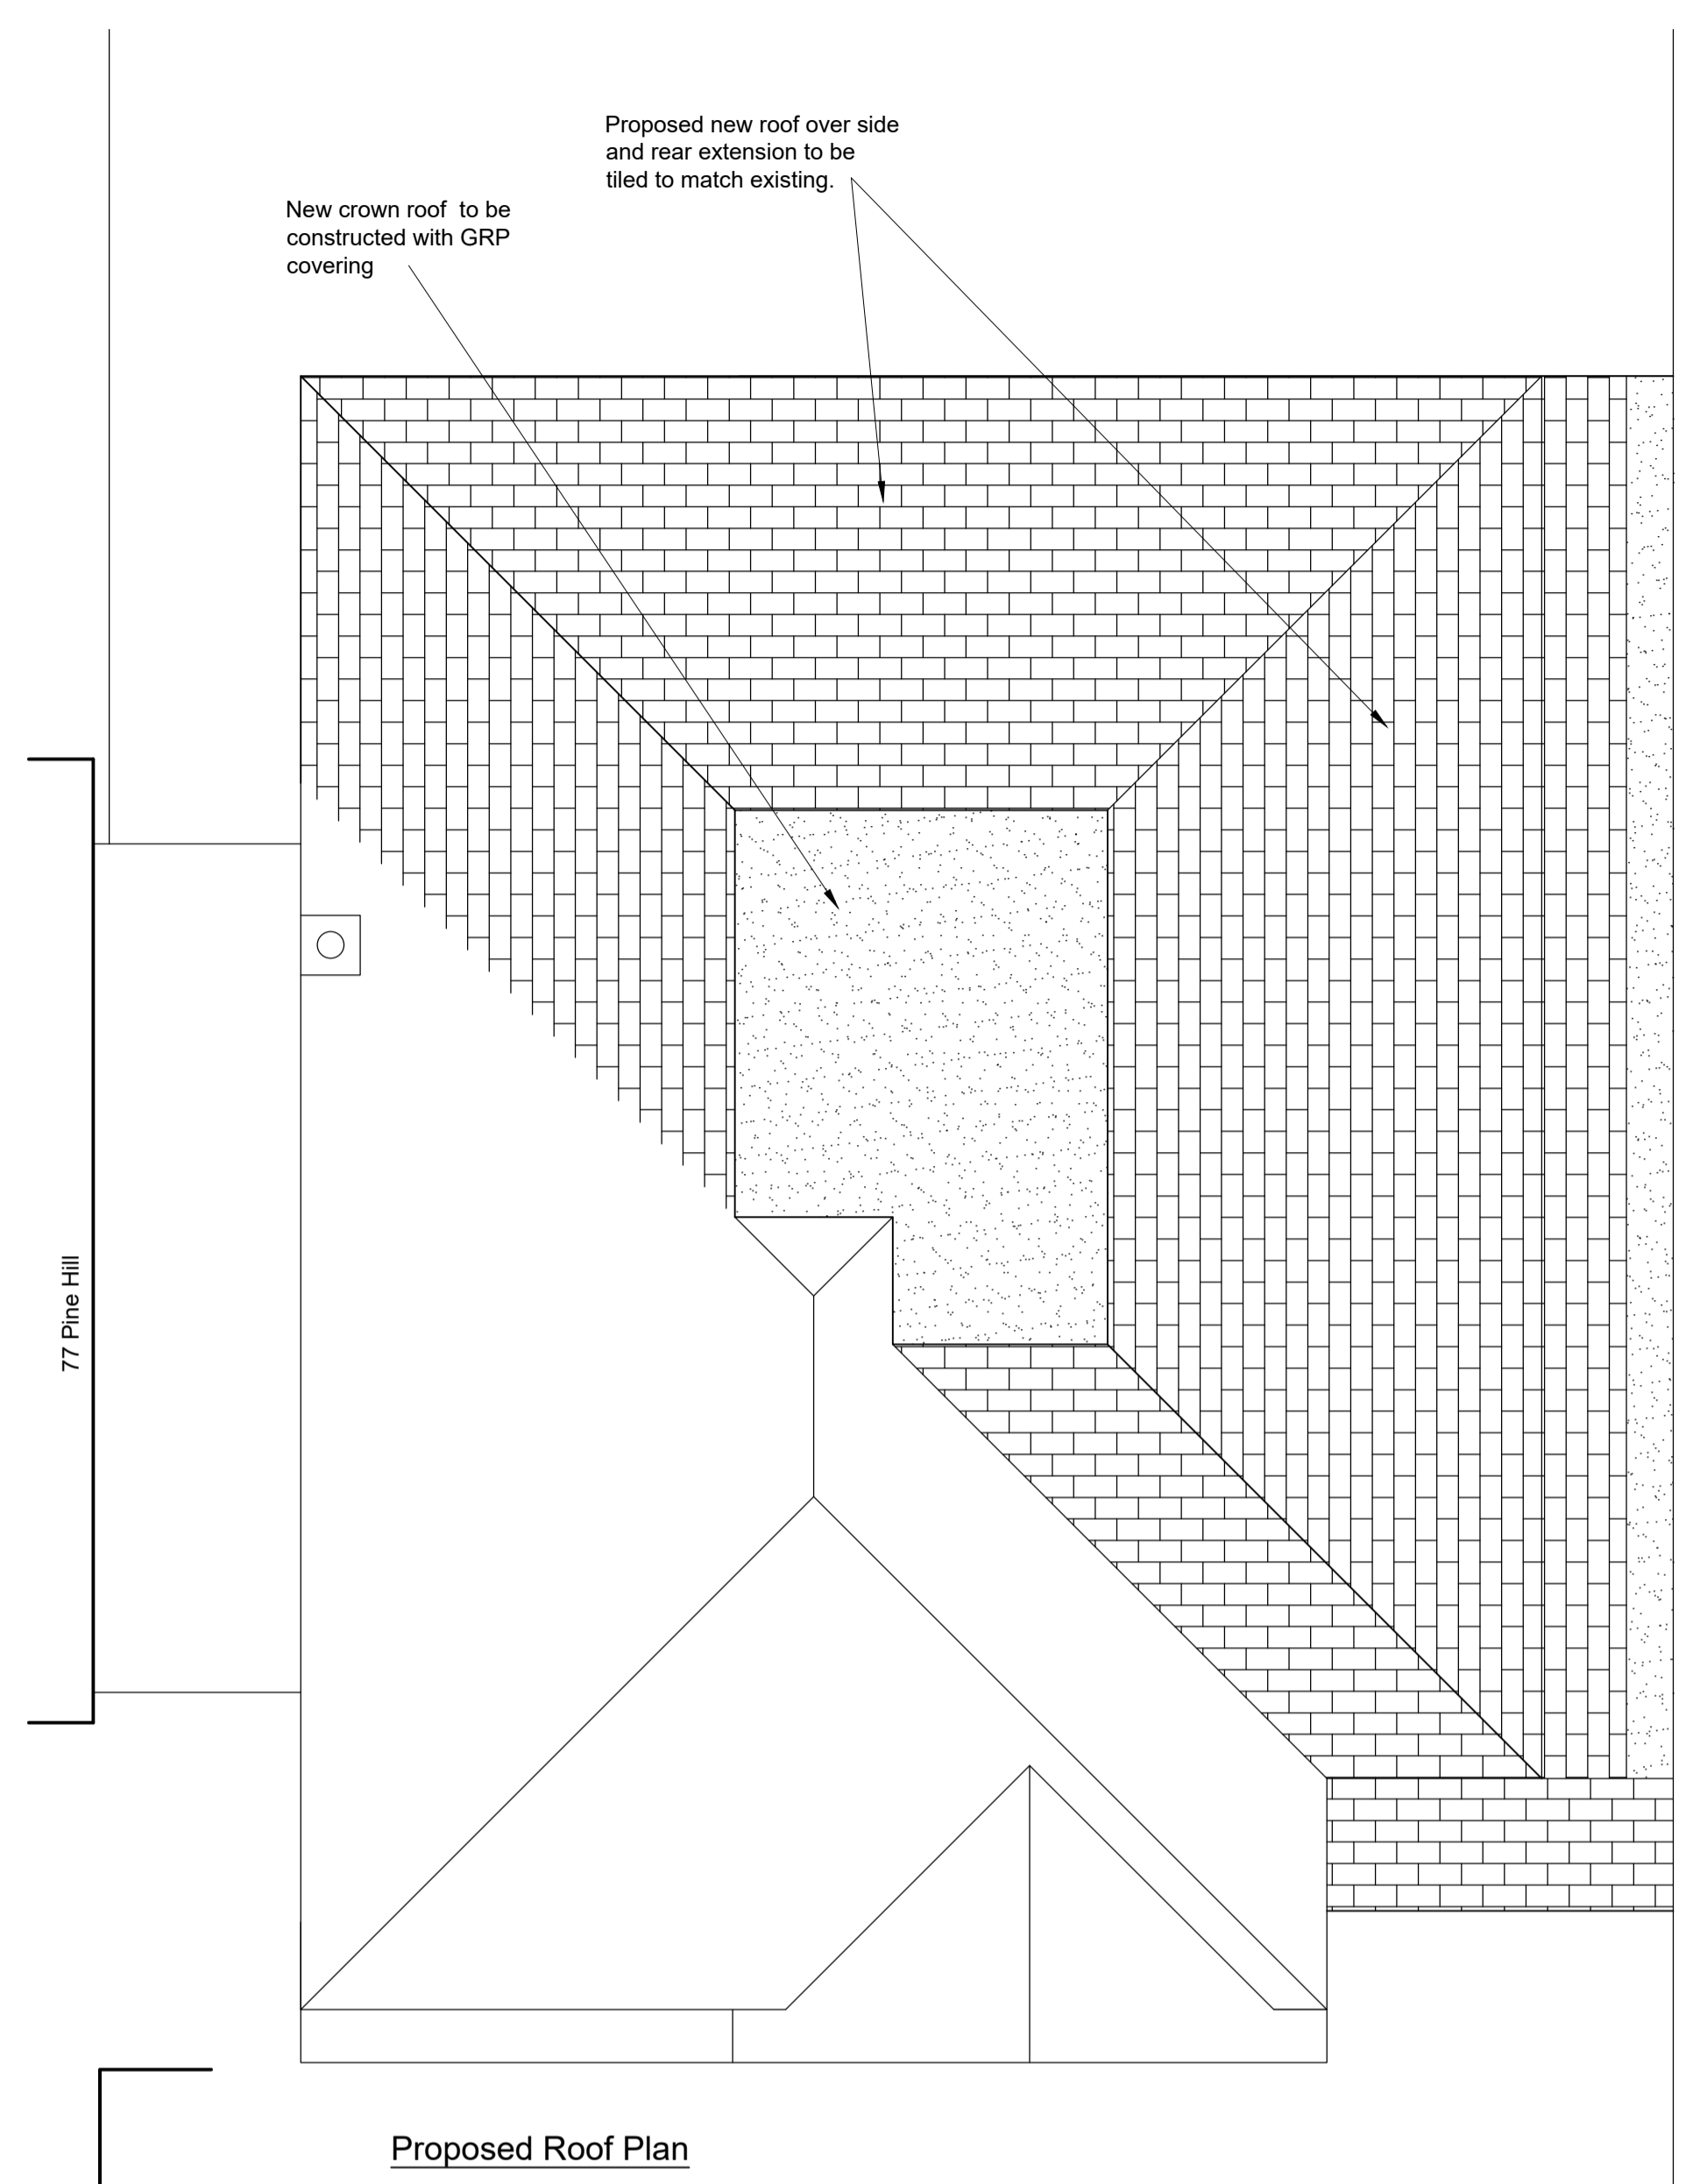 Proposed new roof over side
and rear extension to be
tiled to match existing.
New crown roof  to be
constructed with GRP
covering
77 Pine Hill
Proposed Roof Plan